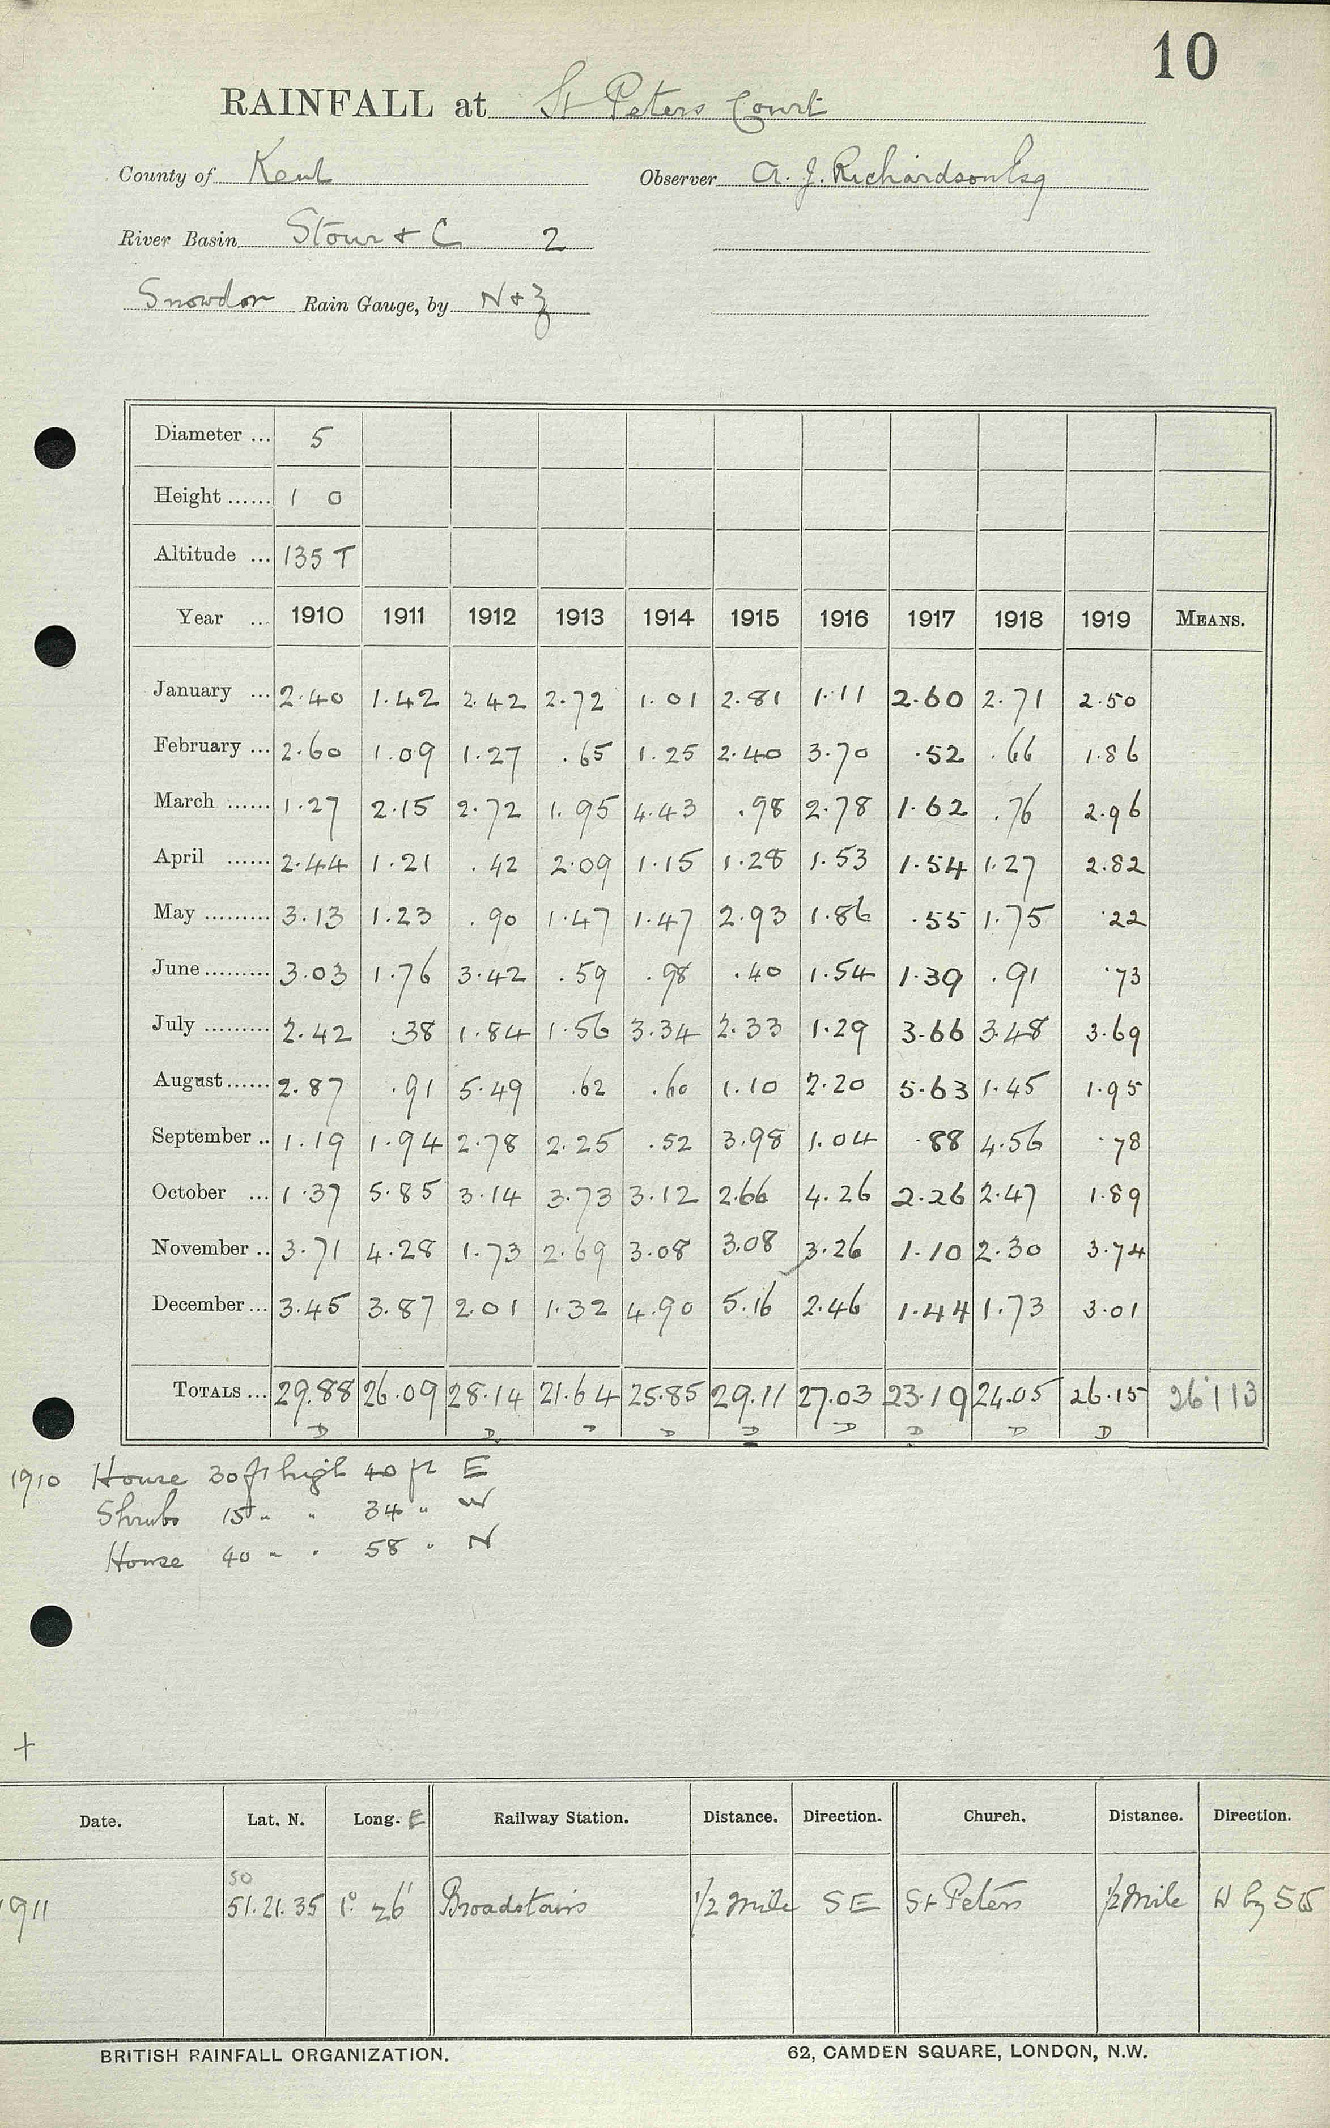 10
RAINFALL at St Peters Court
County of Kent Observer A. J. Richardson Esq
River Basin Stour & C 2
Snowdon Rain Gauge, by N & Z
Diameter ... 5
Height ...... 1 0
Altitude ... 135 T
Year ... 1910 1911 1912 1913 1914 1915 1916 1917 1918 1919 MEANS.
January ... 2.40 1.42 2.42 2.72 1.01 2.81 1.11 2.60 2.71 2.50
February ... 2.60 1.09 1.27 .65 1.25 2.40 3.70 .52 .66 1.86
March ...... 1.27 2.15 2.72 1.95 4.43 .98 2.78 1.62 .76 2.96
April ...... 2.44 1.21 .42 2.09 1.15 1.28 1.53 1.54 1.27 2.82
May ......... 3.13 1.23 .90 1.47 1.47 2.93 1.86 .55 1.75 .22
June ......... 3.03 1.76 3.42 .59 .98 .40 1.54 1.39 .91 .73
July ......... 2.42 .38 1.84 1.56 3.34 2.33 1.29 3.66 3.48 3.69
August ...... 2.87 .91 5.49 .62 .60 1.10 2.20 5.63 1.45 1.95
September .. 1.19 1.94 2.78 2.25 .52 3.98 1.04 .88 4.56 .78
October ... 1.37 5.85 3.14 3.73 3.12 2.66 4.26 2.26 2.47 1.89
November .. 3.71 4.28 1.73 2.69 3.08 3.08 3.26 1.10 2.30 3.74
December ... 3.45 3.87 2.01 1.32 4.90 5.16 2.46 1.44 1.73 3.01
TOTALS ... 29.88 26.09 28.14 21.64 25.85 29.11 27.03 23.19 24.05 26.15 26.113
D D D D D D D D D
1910 House 30 ft high 40 ft E
Shrubs 15 " " 34 " W
House 40 " " 58 " N
+
Date. Lat. N. Long. E Railway Station. Distance. Direction. Church. Distance. Direction.
50
1911 51.21.35 1° 26' Broadstairs 1/2 mile SE St Peters 1/2 mile W by
BRITISH RAINFALL ORGANIZATION. 62, CAMDEN SQUARE, LONDON, N.W.